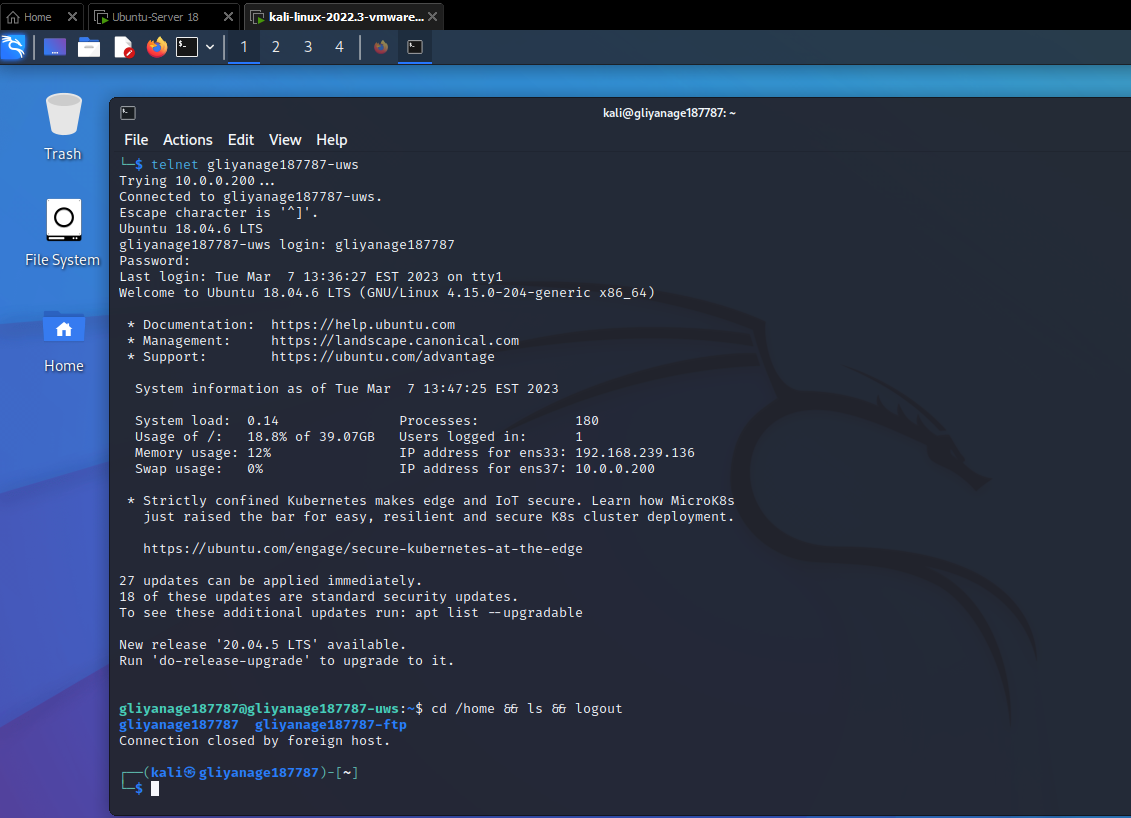 Home
Ubuntu-Server 18
kali-linux-2022.3-vmware...
1 2 3 4
kali@gliyanage187787: ~
Trash
File System
Home
File Actions Edit View Help
└─$ telnet gliyanage187787-uws
Trying 10.0.0.200...
Connected to gliyanage187787-uws.
Escape character is '^]'.
Ubuntu 18.04.6 LTS
gliyanage187787-uws login: gliyanage187787
Password:
Last login: Tue Mar  7 13:36:27 EST 2023 on tty1
Welcome to Ubuntu 18.04.6 LTS (GNU/Linux 4.15.0-204-generic x86_64)
* Documentation:  https://help.ubuntu.com
* Management:     https://landscape.canonical.com
* Support:        https://ubuntu.com/advantage
System information as of Tue Mar  7 13:47:25 EST 2023
System load:  0.14               Processes:            180
Usage of /:   18.8% of 39.07GB   Users logged in:      1
Memory usage: 12%                IP address for ens33: 192.168.239.136
Swap usage:   0%                 IP address for ens37: 10.0.0.200
* Strictly confined Kubernetes makes edge and IoT secure. Learn how MicroK8s
just raised the bar for easy, resilient and secure K8s cluster deployment.
https://ubuntu.com/engage/secure-kubernetes-at-the-edge
27 updates can be applied immediately.
18 of these updates are standard security updates.
To see these additional updates run: apt list --upgradable
New release '20.04.5 LTS' available.
Run 'do-release-upgrade' to upgrade to it.
gliyanage187787@gliyanage187787-uws:~$ cd /home && ls && logout
gliyanage187787  gliyanage187787-ftp
Connection closed by foreign host.
┌──(kali㉿gliyanage187787)-[~]
└─$